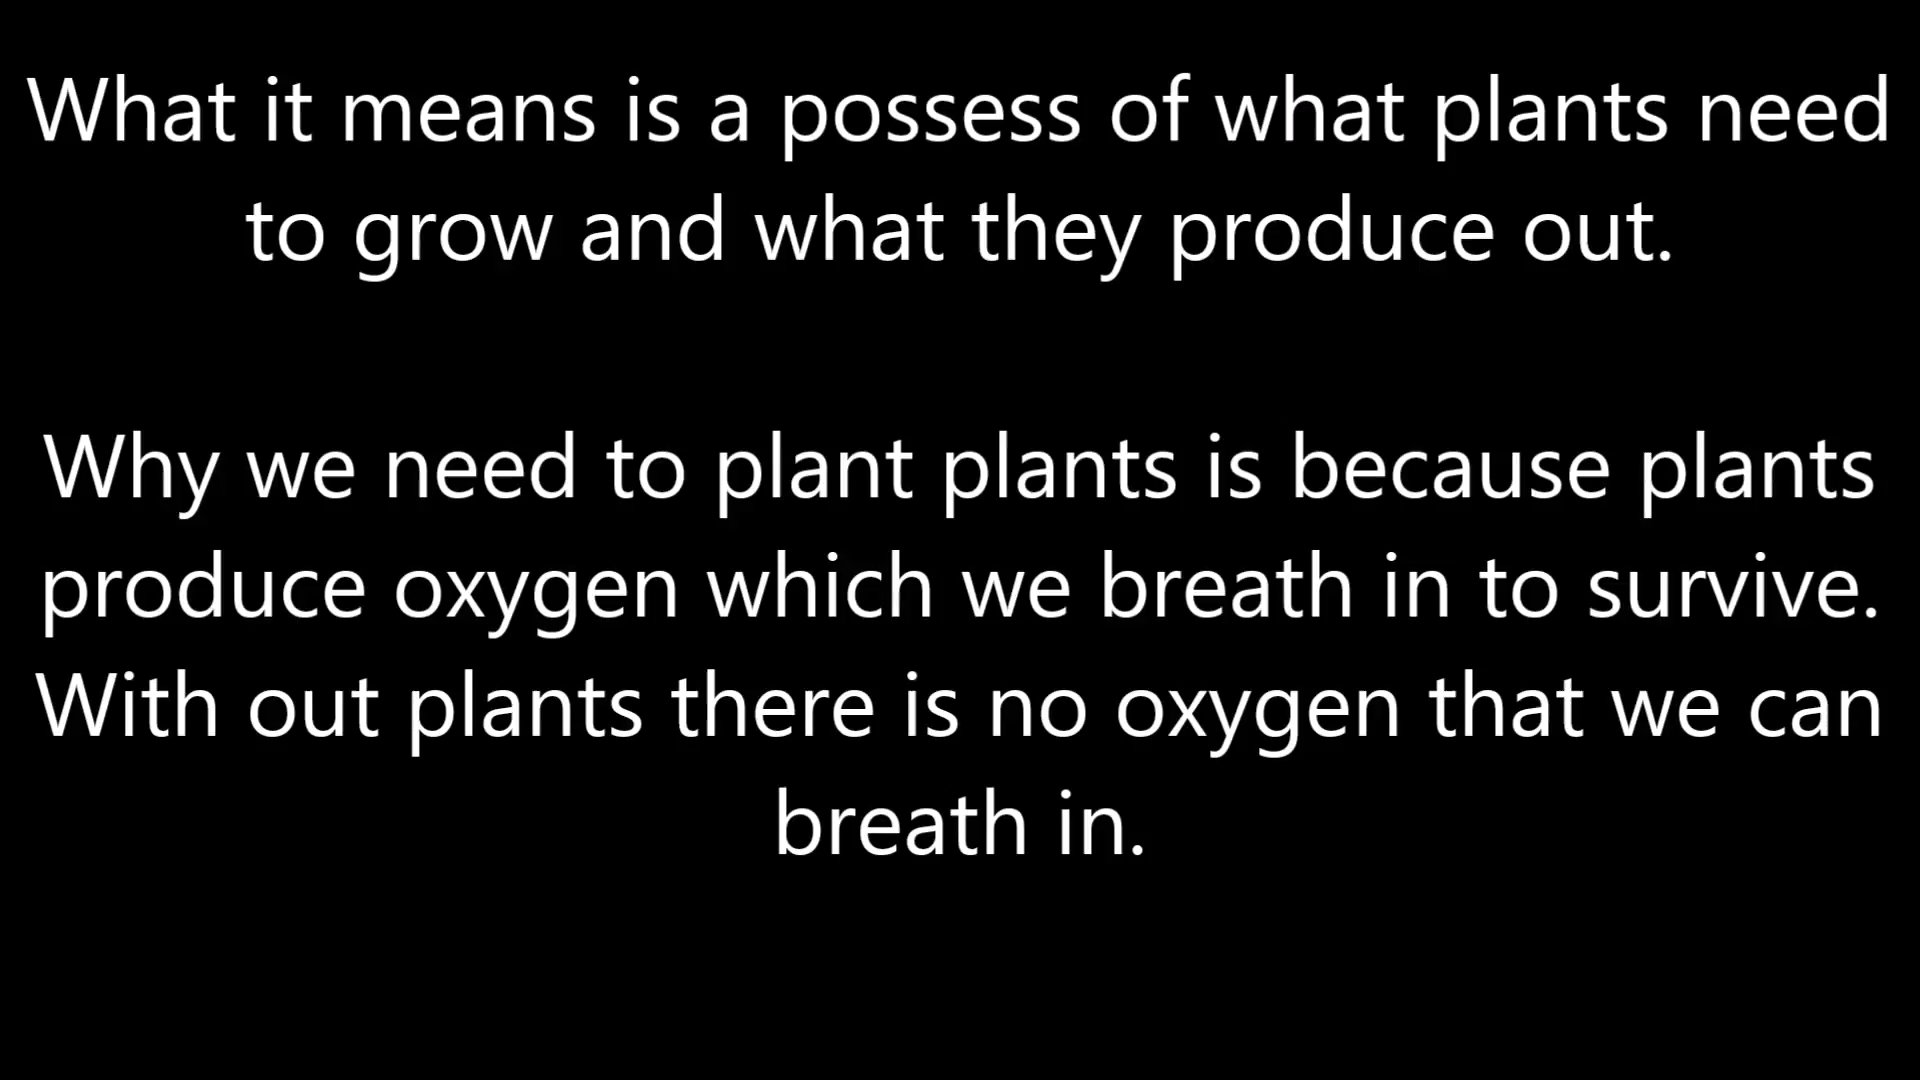 What it means is a possess of what plants need
to grow and what they produce out.
Why we need to plant plants is because plants
produce oxygen which we breath in to survive.
With out plants there is no oxygen that we can
breath in.